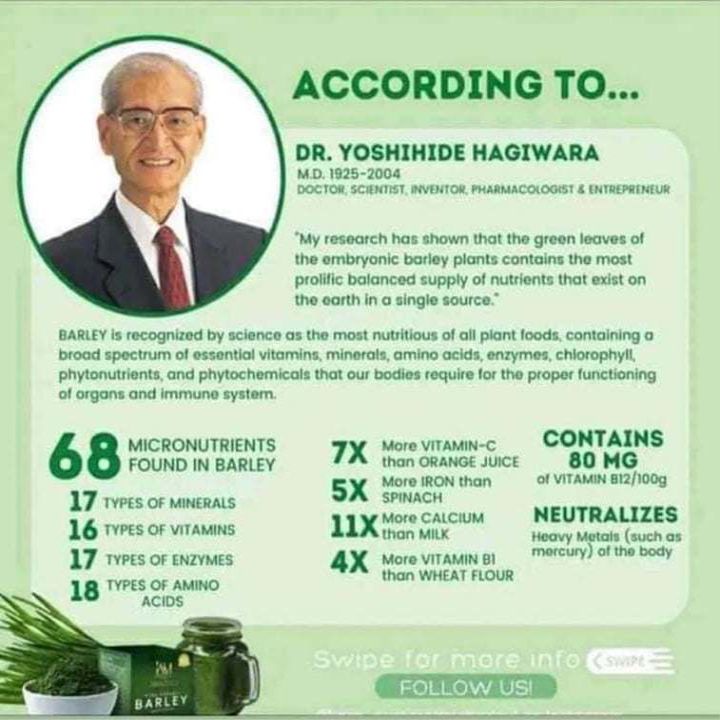 ACCORDING TO...
DR. YOSHIHIDE HAGIWARA
M.D. 1925-2004
DOCTOR, SCIENTIST, INVENTOR, PHARMACOLOGIST & ENTREPRENEUR
"My research has shown that the green leaves of
the embryonic barley plants contains the most
prolific balanced supply of nutrients that exist on
the earth in a single source."
BARLEY is recognized by science as the most nutritious of all plant foods, containing a
broad spectrum of essential vitamins, minerals, amino acids, enzymes, chlorophyll,
phytonutrients, and phytochemicals that our bodies require for the proper functioning
of organs and immune system.
68 MICRONUTRIENTS
FOUND IN BARLEY
17 TYPES OF MINERALS
16 TYPES OF VITAMINS
17 TYPES OF ENZYMES
18 TYPES OF AMINO
ACIDS
7X More VITAMIN-C
than ORANGE JUICE
5X More IRON than
SPINACH
11X More CALCIUM
than MILK
4X More VITAMIN B1
than WHEAT FLOUR
CONTAINS
80 MG
of VITAMIN B12/100g
NEUTRALIZES
Heavy Metals (such as
mercury) of the body
BARLEY
Swipe for more info
SWIPE
FOLLOW US!